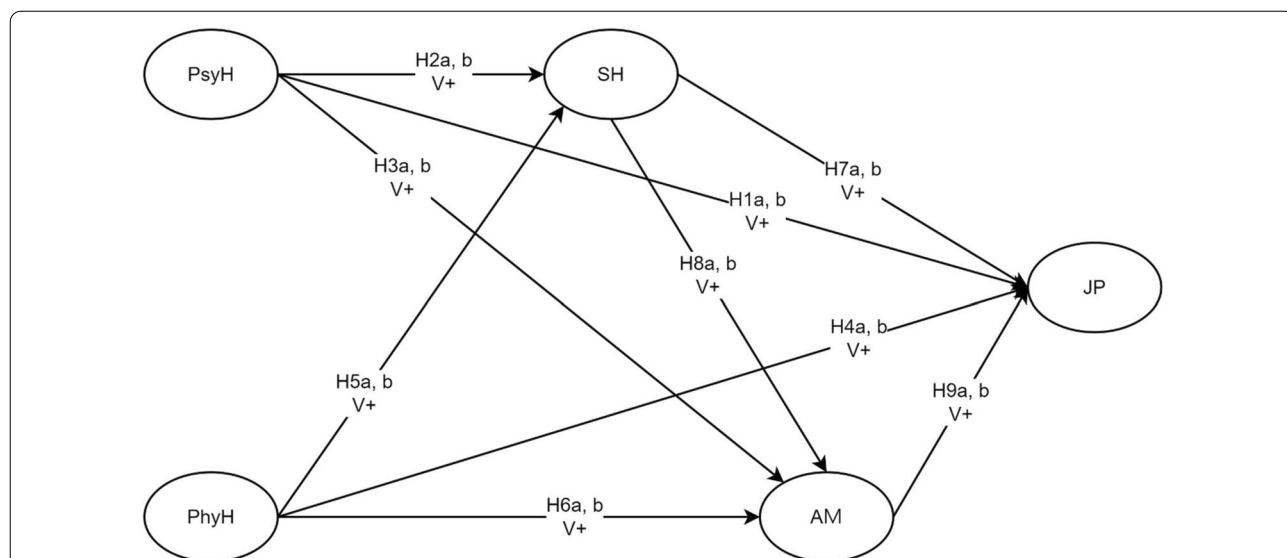 PsyH
H2a, b
V+
SH
H3a, b
V+
H7a, b
V+
H1a, b
V+
H8a, b
V+
JP
H4a, b
V+
H5a, b
V+
H9a, b
V+
PhyH
H6a, b
V+
AM